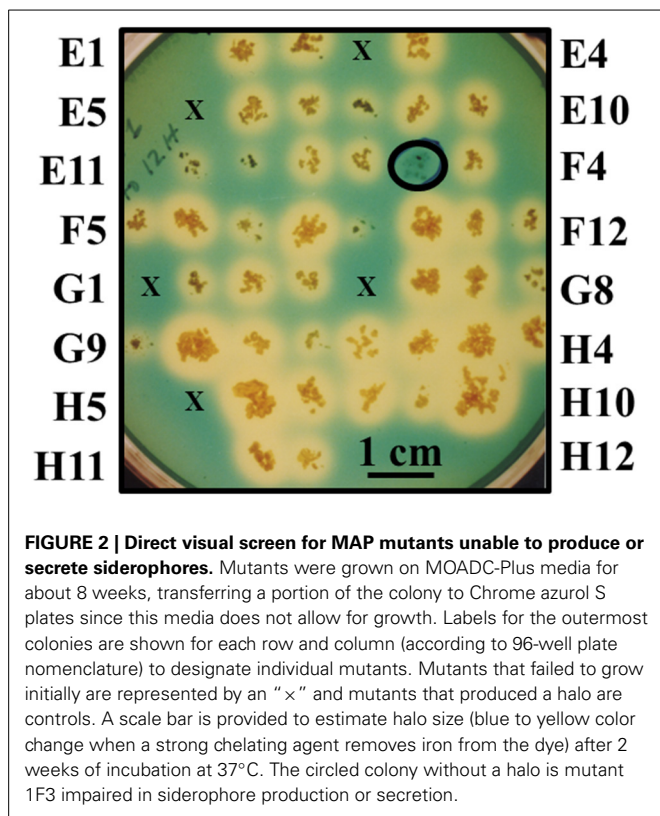 E1 X E4
E5 X E10
E11 F4
F5 F12
G1 X X G8
G9 H4
H5 X H10
H11 1 cm H12
12 H
FIGURE 2 | Direct visual screen for MAP mutants unable to produce or
secrete siderophores. Mutants were grown on MOADC-Plus media for
about 8 weeks, transferring a portion of the colony to Chrome azurol S
plates since this media does not allow for growth. Labels for the outermost
colonies are shown for each row and column (according to 96-well plate
nomenclature) to designate individual mutants. Mutants that failed to grow
initially are represented by an “×” and mutants that produced a halo are
controls. A scale bar is provided to estimate halo size (blue to yellow color
change when a strong chelating agent removes iron from the dye) after 2
weeks of incubation at 37°C. The circled colony without a halo is mutant
1F3 impaired in siderophore production or secretion.